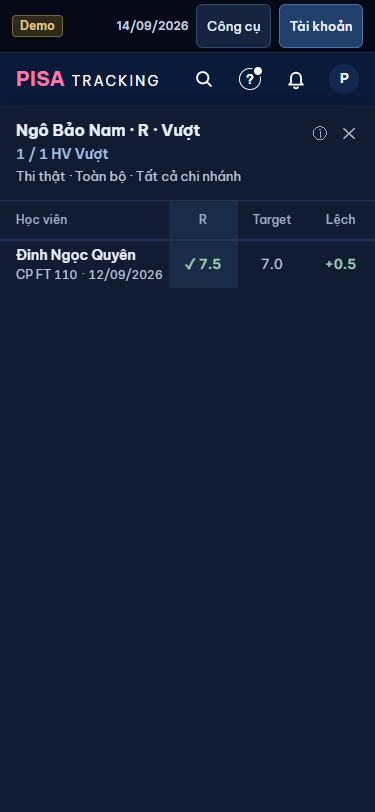 Demo 14/09/2026 Công cụ Tài khoản
PISA TRACKING ? P
Ngô Bảo Nam · R · Vượt
1 / 1 HV Vượt
Thi thật · Toàn bộ · Tất cả chi nhánh
Học viên R Target Lệch
Đinh Ngọc Quyên
✓ 7.5 7.0 +0.5
CP FT 110 · 12/09/2026